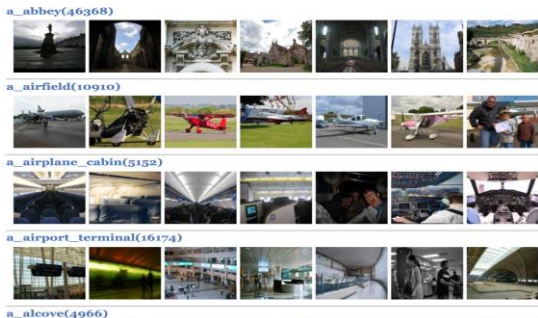 a_abbey(46368)
a_airfield(10910)
a_airplane_cabin(5152)
a_airport_terminal(16174)
a_alcove(4966)